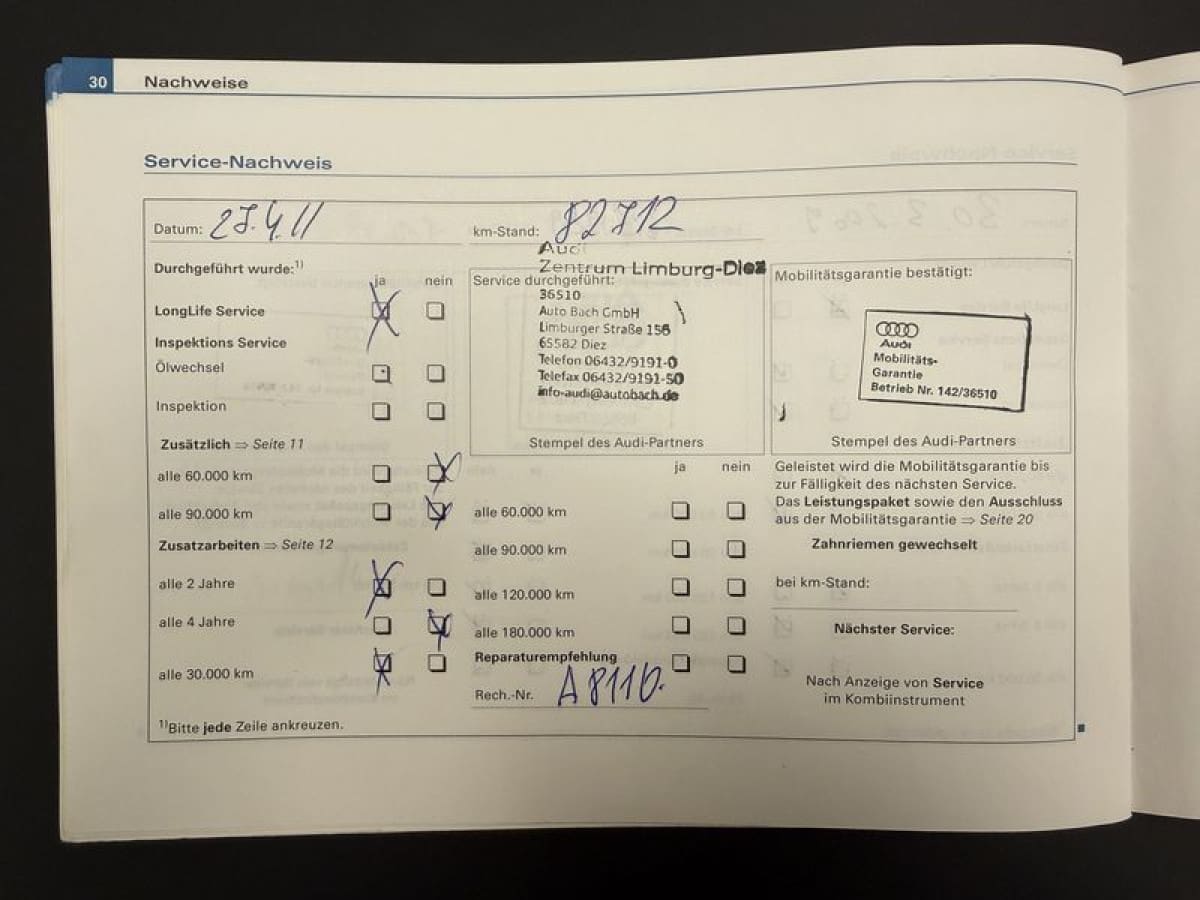 30 Nachweise
Service-Nachweis
Datum: 27.4.11
km-Stand: 82712
Durchgeführt wurde:1)
ja nein
LongLife Service
Inspektions Service
Ölwechsel
Inspektion
Zusätzlich ⇒ Seite 11
alle 60.000 km
alle 90.000 km
Zusatzarbeiten ⇒ Seite 12
alle 2 Jahre
alle 4 Jahre
alle 30.000 km
1)Bitte jede Zeile ankreuzen.
Audi
Zentrum Limburg-Diez
Service durchgeführt:
36510
Auto Bach GmbH
Limburger Straße 156
65582 Diez
Telefon 06432/9191-0
Telefax 06432/9191-50
info-audi@autobach.de
Stempel des Audi-Partners
ja nein
alle 60.000 km
alle 90.000 km
alle 120.000 km
alle 180.000 km
Reparaturempfehlung
Rech.-Nr. A8110.
Mobilitätsgarantie bestätigt:
Audi
Mobilitäts-
Garantie
Betrieb Nr. 142/36510
Stempel des Audi-Partners
Geleistet wird die Mobilitätsgarantie bis
zur Fälligkeit des nächsten Service.
Das Leistungspaket sowie den Ausschluss
aus der Mobilitätsgarantie ⇒ Seite 20
Zahnriemen gewechselt
bei km-Stand:
Nächster Service:
Nach Anzeige von Service
im Kombiinstrument